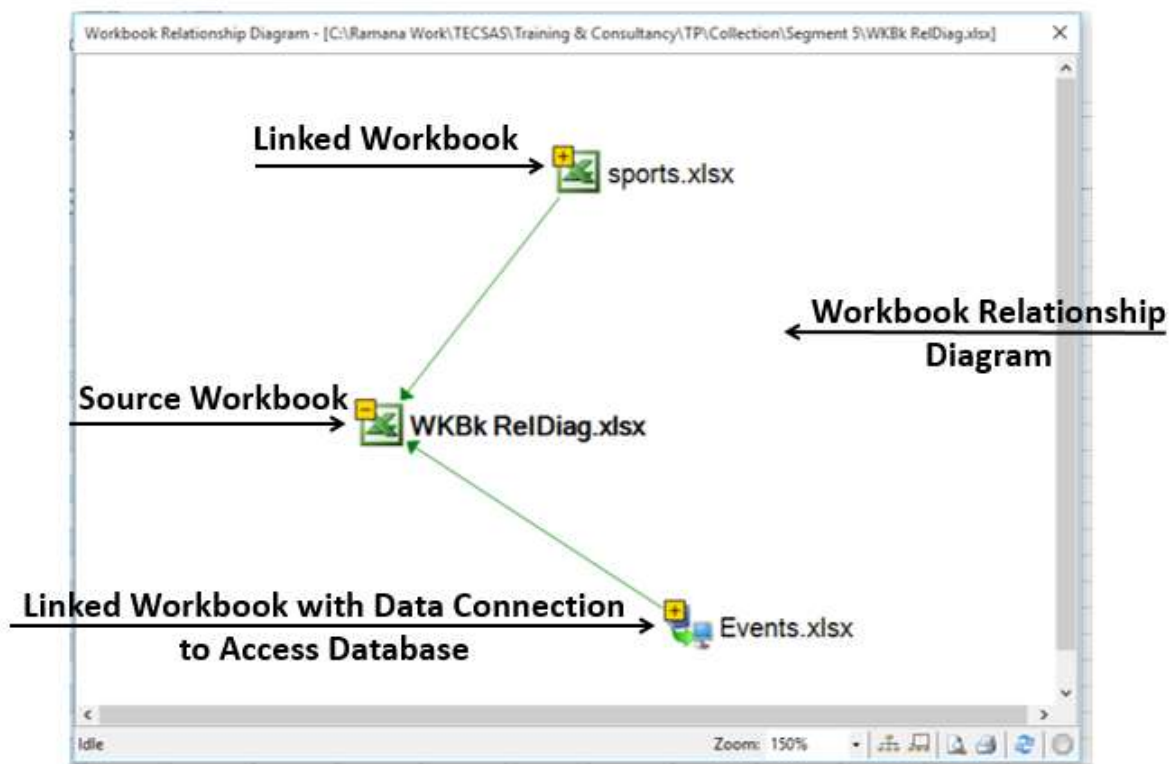 Workbook Relationship Diagram - [C:\Ramana Work\TECSAS\Training & Consultancy\TP\Collection\Segment 5\WKBk RelDiag.xlsx]
Linked Workbook
sports.xlsx
Workbook Relationship
Diagram
Source Workbook
WKBk RelDiag.xlsx
Linked Workbook with Data Connection
to Access Database
Events.xlsx
Idle
Zoom: 150%